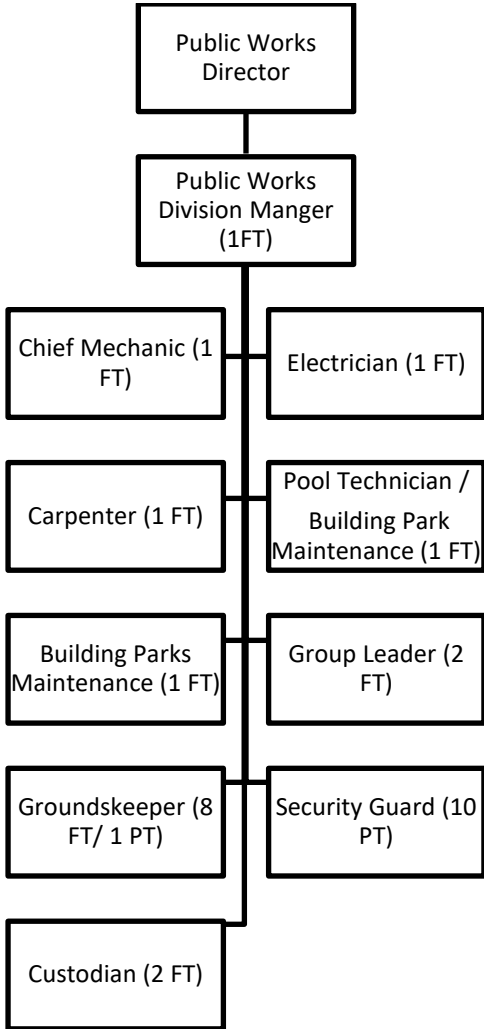 Public Works
Director
Public Works
Division Manger
(1FT)
Chief Mechanic (1
FT)
Electrician (1 FT)
Carpenter (1 FT)
Pool Technician /
Building Park
Maintenance (1 FT)
Building Parks
Maintenance (1 FT)
Group Leader (2
FT)
Groundskeeper (8
FT/ 1 PT)
Security Guard (10
PT)
Custodian (2 FT)